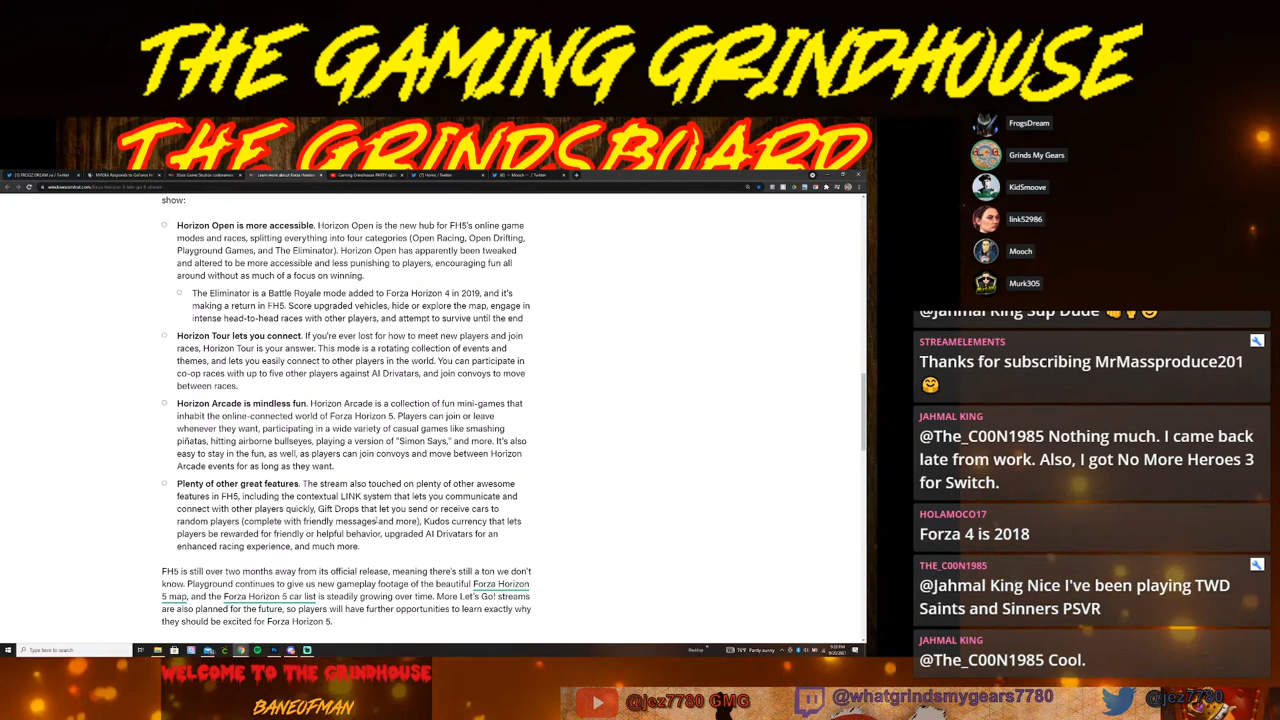 THE GAMING GRINDHOUSE
THE GRINDSBOARD
Learn more about Forza Horizon
Gaming Grindhouse PARTY
show:
Horizon Open is more accessible. Horizon Open is the new hub for FH5's online game
modes and races, splitting everything into four categories (Open Racing, Open Drifting,
Playground Games, and The Eliminator). Horizon Open has apparently been tweaked
and altered to be more accessible and less punishing to players, encouraging fun all
around without as much of a focus on winning.
The Eliminator is a Battle Royale mode added to Forza Horizon 4 in 2019, and it's
making a return in FH5. Score upgraded vehicles, hide or explore the map, engage in
intense head-to-head races with other players, and attempt to survive until the end
Horizon Tour lets you connect. If you're ever lost for how to meet new players and join
races, Horizon Tour is your answer. This mode is a rotating collection of events and
themes, and lets you easily connect to other players in the world. You can participate in
co-op races with up to five other players against AI Drivatars, and join convoys to move
between races.
Horizon Arcade is mindless fun. Horizon Arcade is a collection of fun mini-games that
inhabit the online-connected world of Forza Horizon 5. Players can join or leave
whenever they want, participating in a wide variety of casual games like smashing
piñatas, hitting airborne bullseyes, playing a version of "Simon Says," and more. It's also
easy to stay in the fun, as well, as players can join convoys and move between Horizon
Arcade events for as long as they want.
Plenty of other great features. The stream also touched on plenty of other awesome
features in FH5, including the contextual LINK system that lets you communicate and
connect with other players quickly, Gift Drops that let you send or receive cars to
random players (complete with friendly messages and more), Kudos currency that lets
players be rewarded for friendly or helpful behavior, upgraded AI Drivatars for an
enhanced racing experience, and much more.
FH5 is still over two months away from its official release, meaning there's still a ton we don't
know. Playground continues to give us new gameplay footage of the beautiful Forza Horizon
5 map, and the Forza Horizon 5 car list is steadily growing over time. More Let's Go! streams
are also planned for the future, so players will have further opportunities to learn exactly why
they should be excited for Forza Horizon 5.
Type here to search
Desktop
Partly sunny
WELCOME TO THE GRINDHOUSE
BANEOFMAN
FrogsDream
Grinds My Gears
KidSmoove
link52986
Mooch
Murk305
@Jahmal King Sup Dude
STREAMELEMENTS
Thanks for subscribing MrMassproduce201
JAHMAL KING
@The_C00N1985 Nothing much. I came back
late from work. Also, I got No More Heroes 3
for Switch.
HOLAMOCO17
Forza 4 is 2018
THE_C00N1985
@Jahmal King Nice I've been playing TWD
Saints and Sinners PSVR
JAHMAL KING
@The_C00N1985 Cool.
@jez7780 GMG
@whatgrindsmygears7780
@jez7780